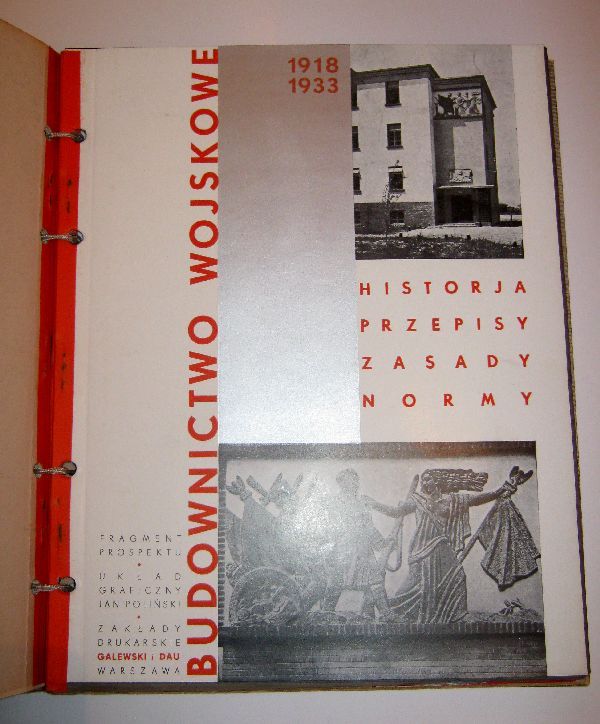 BUDOWNICTWO WOJSKOWE
1918
1933
HISTORJA
PRZEPISY
ZASADY
NORMY
FRAGMENT
PROSPEKTU
•
UKŁAD
GRAFICZNY
JAN POLIŃSKI
•
ZAKŁADY
DRUKARSKIE
GALEWSKI i DAU
WARSZAWA